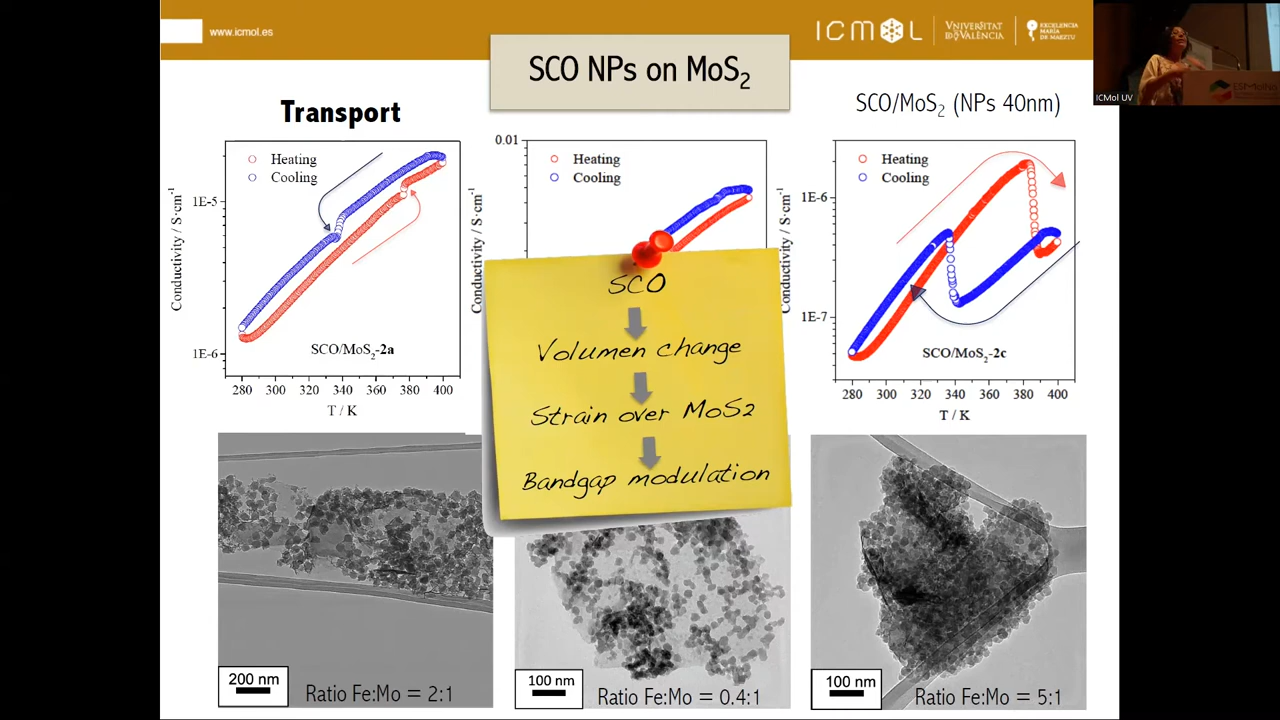 www.icmol.es
ICMOL
VNIVERSITAT
DE VALÈNCIA
EXCELENCIA
MARÍA
DE MAEZTU
ICMol UV
SCO NPs on MoS2
Transport
SCO/MoS2 (NPs 40nm)
Heating
Cooling
1E-5
1E-6
Conductivity / S·cm-1
SCO/MoS2-2a
280 300 320 340 360 380 400
T / K
0.01
Heating
Cooling
Conductivity / S·cm-1
Heating
Cooling
1E-6
1E-7
Conductivity / S·cm-1
SCO/MoS2-2c
280 300 320 340 360 380 400
T / K
SCO
Volumen change
Strain over MoS2
Bandgap modulation
200 nm
Ratio Fe:Mo = 2:1
100 nm
Ratio Fe:Mo = 0.4:1
100 nm
Ratio Fe:Mo = 5:1